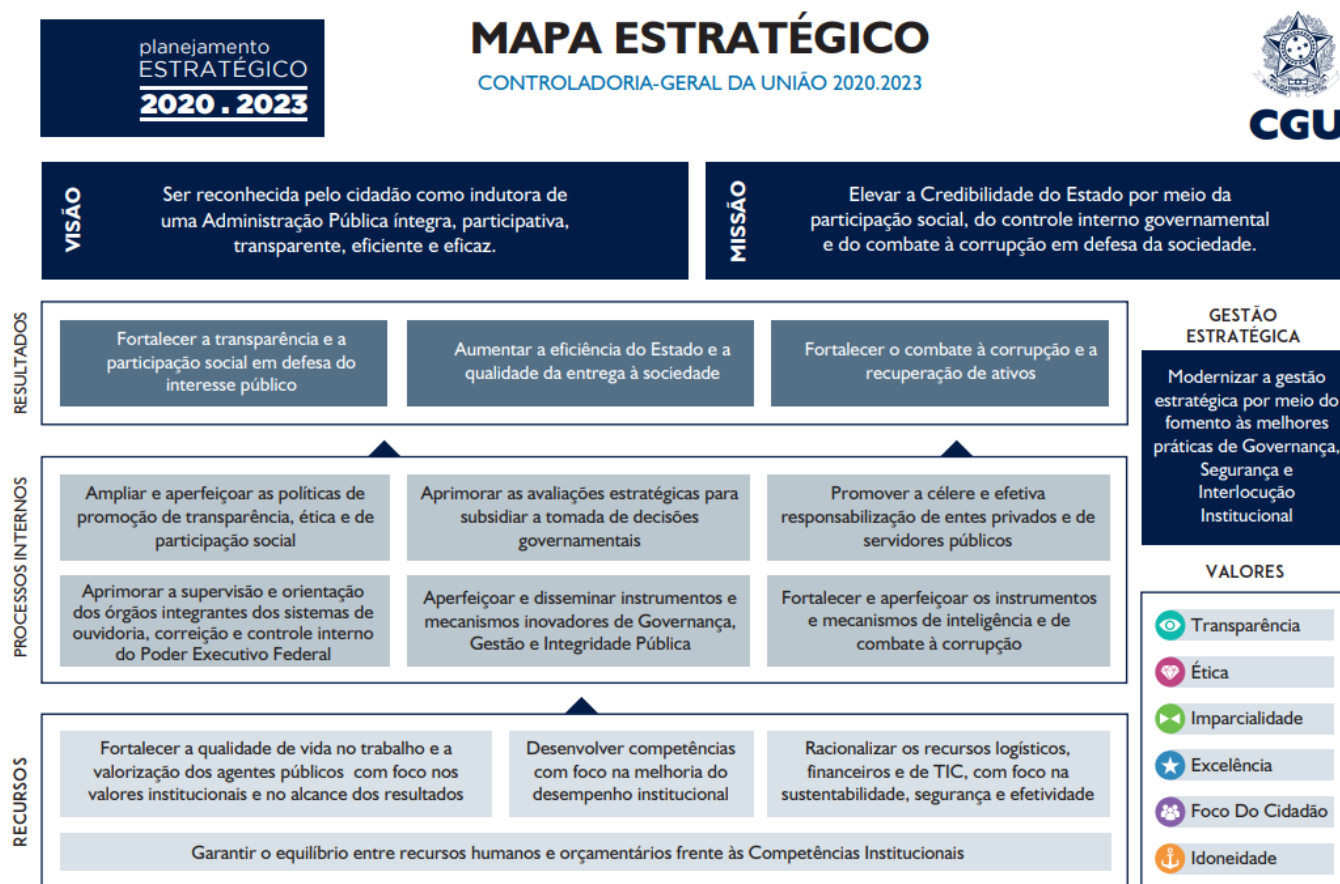 planejamento
ESTRATÉGICO
2020 . 2023
MAPA ESTRATÉGICO
CONTROLADORIA-GERAL DA UNIÃO 2020.2023
CGU
VISÃO
Ser reconhecida pelo cidadão como indutora de
uma Administração Pública íntegra, participativa,
transparente, eficiente e eficaz.
MISSÃO
Elevar a Credibilidade do Estado por meio da
participação social, do controle interno governamental
e do combate à corrupção em defesa da sociedade.
RESULTADOS
Fortalecer a transparência e a
participação social em defesa do
interesse público
Aumentar a eficiência do Estado e a
qualidade da entrega à sociedade
Fortalecer o combate à corrupção e a
recuperação de ativos
GESTÃO
ESTRATÉGICA
Modernizar a gestão
estratégica por meio do
fomento às melhores
práticas de Governança,
Segurança e
Interlocução
Institucional
PROCESSOS INTERNOS
Ampliar e aperfeiçoar as políticas de
promoção de transparência, ética e de
participação social
Aprimorar as avaliações estratégicas para
subsidiar a tomada de decisões
governamentais
Promover a célere e efetiva
responsabilização de entes privados e de
servidores públicos
Aprimorar a supervisão e orientação
dos órgãos integrantes dos sistemas de
ouvidoria, correição e controle interno
do Poder Executivo Federal
Aperfeiçoar e disseminar instrumentos e
mecanismos inovadores de Governança,
Gestão e Integridade Pública
Fortalecer e aperfeiçoar os instrumentos
e mecanismos de inteligência e de
combate à corrupção
VALORES
Transparência
Ética
Imparcialidade
Excelência
Foco Do Cidadão
Idoneidade
RECURSOS
Fortalecer a qualidade de vida no trabalho e a
valorização dos agentes públicos com foco nos
valores institucionais e no alcance dos resultados
Desenvolver competências
com foco na melhoria do
desempenho institucional
Racionalizar os recursos logísticos,
financeiros e de TIC, com foco na
sustentabilidade, segurança e efetividade
Garantir o equilíbrio entre recursos humanos e orçamentários frente às Competências Institucionais